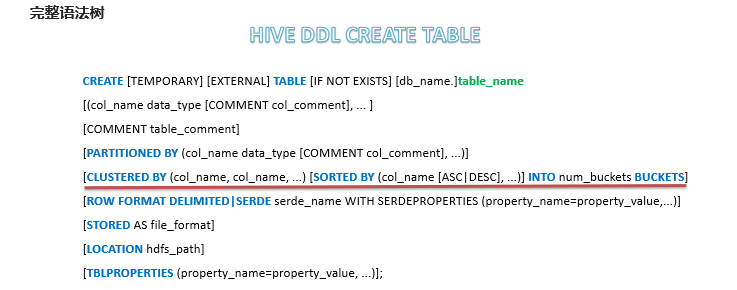 完整语法树
HIVE DDL CREATE TABLE
CREATE [TEMPORARY] [EXTERNAL] TABLE [IF NOT EXISTS] [db_name.]table_name
[(col_name data_type [COMMENT col_comment], ... ]
[COMMENT table_comment]
[PARTITIONED BY (col_name data_type [COMMENT col_comment], ...)]
[CLUSTERED BY (col_name, col_name, ...) [SORTED BY (col_name [ASC|DESC], ...)] INTO num_buckets BUCKETS]
[ROW FORMAT DELIMITED|SERDE serde_name WITH SERDEPROPERTIES (property_name=property_value,...)]
[STORED AS file_format]
[LOCATION hdfs_path]
[TBLPROPERTIES (property_name=property_value, ...)];